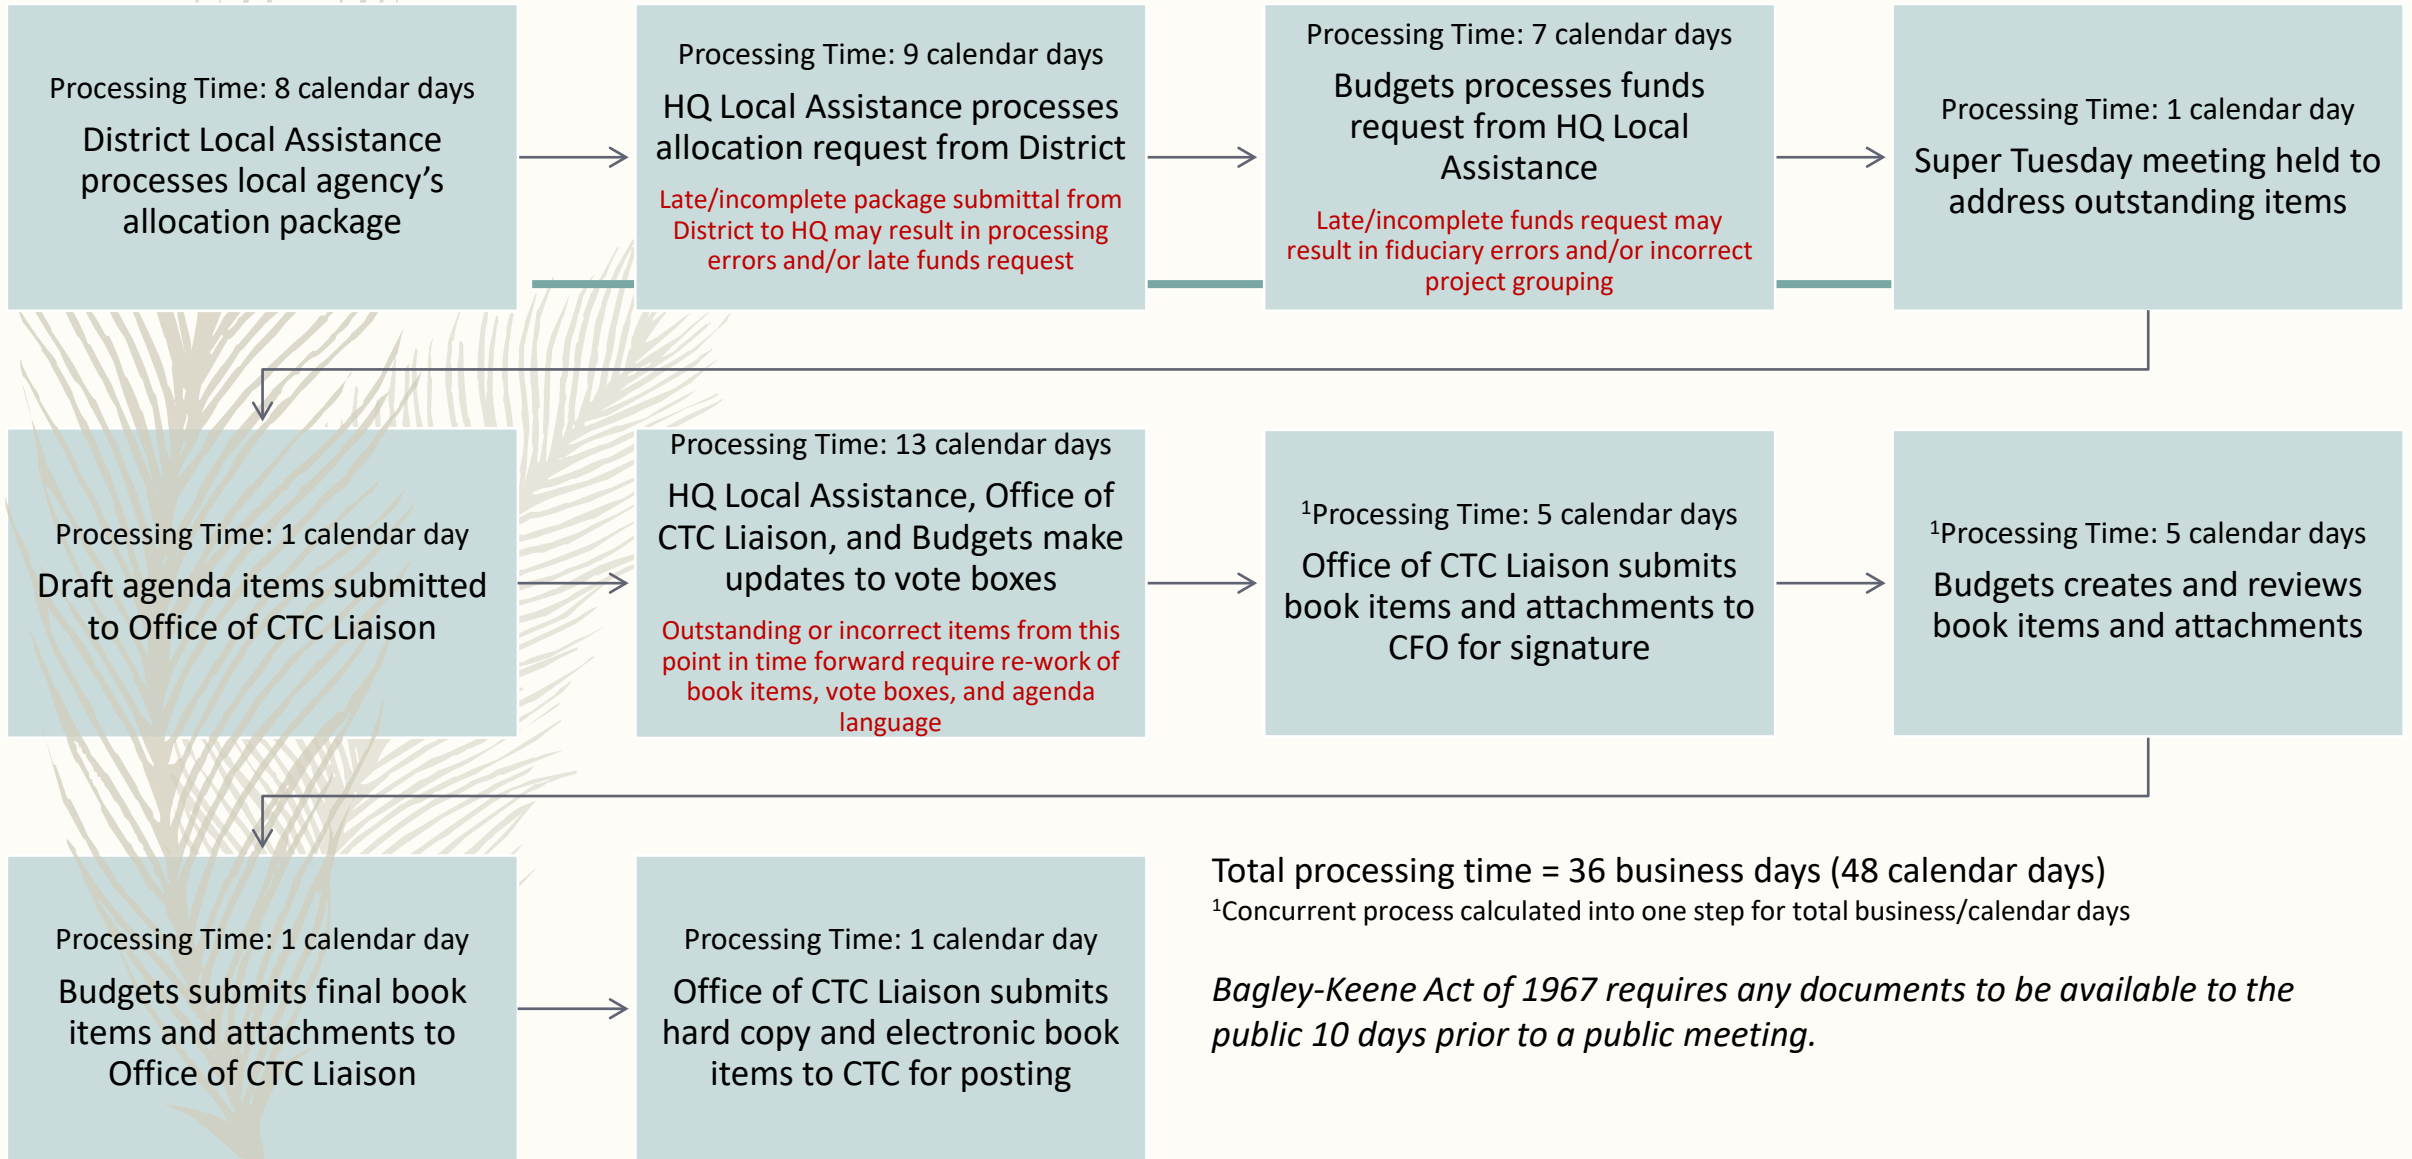 Processing Time: 8 calendar days
District Local Assistance
processes local agency’s
allocation package
Processing Time: 9 calendar days
HQ Local Assistance processes
allocation request from District
Late/incomplete package submittal from
District to HQ may result in processing
errors and/or late funds request
Processing Time: 7 calendar days
Budgets processes funds
request from HQ Local
Assistance
Late/incomplete funds request may
result in fiduciary errors and/or incorrect
project grouping
Processing Time: 1 calendar day
Super Tuesday meeting held to
address outstanding items
Processing Time: 1 calendar day
Draft agenda items submitted
to Office of CTC Liaison
Processing Time: 13 calendar days
HQ Local Assistance, Office of
CTC Liaison, and Budgets make
updates to vote boxes
Outstanding or incorrect items from this
point in time forward require re-work of
book items, vote boxes, and agenda
language
¹Processing Time: 5 calendar days
Office of CTC Liaison submits
book items and attachments to
CFO for signature
¹Processing Time: 5 calendar days
Budgets creates and reviews
book items and attachments
Processing Time: 1 calendar day
Budgets submits final book
items and attachments to
Office of CTC Liaison
Processing Time: 1 calendar day
Office of CTC Liaison submits
hard copy and electronic book
items to CTC for posting
Total processing time = 36 business days (48 calendar days)
¹Concurrent process calculated into one step for total business/calendar days
Bagley-Keene Act of 1967 requires any documents to be available to the
public 10 days prior to a public meeting.